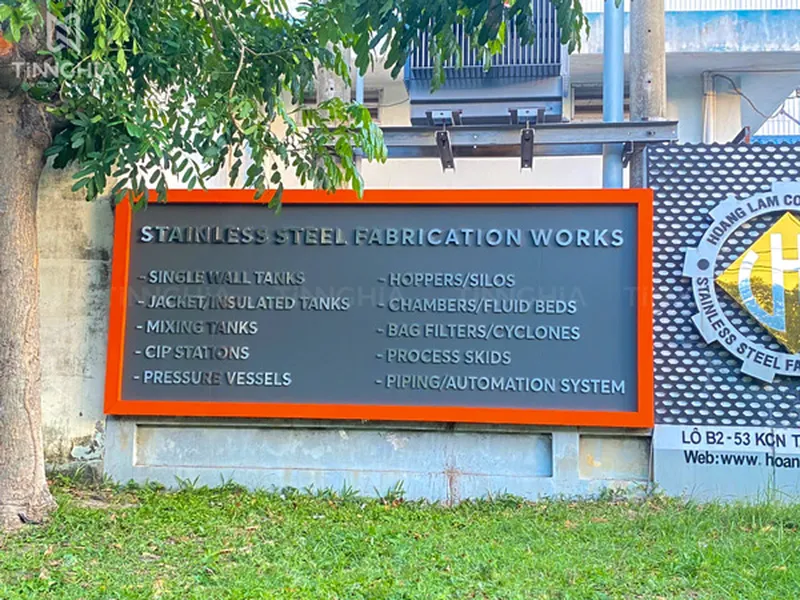 TiNNGHIA
STAINLESS STEEL FABRICATION WORKS
- SINGLE WALL TANKS
- JACKET/INSULATED TANKS
- MIXING TANKS
- CIP STATIONS
- PRESSURE VESSELS
- HOPPERS/SILOS
- CHAMBERS/FLUID BEDS
- BAG FILTERS/CYCLONES
- PROCESS SKIDS
- PIPING/AUTOMATION SYSTEM
HOANG LAM CO
STAINLESS STEEL FA
LÔ B2 - 53 KCN T
Web:www. hoan